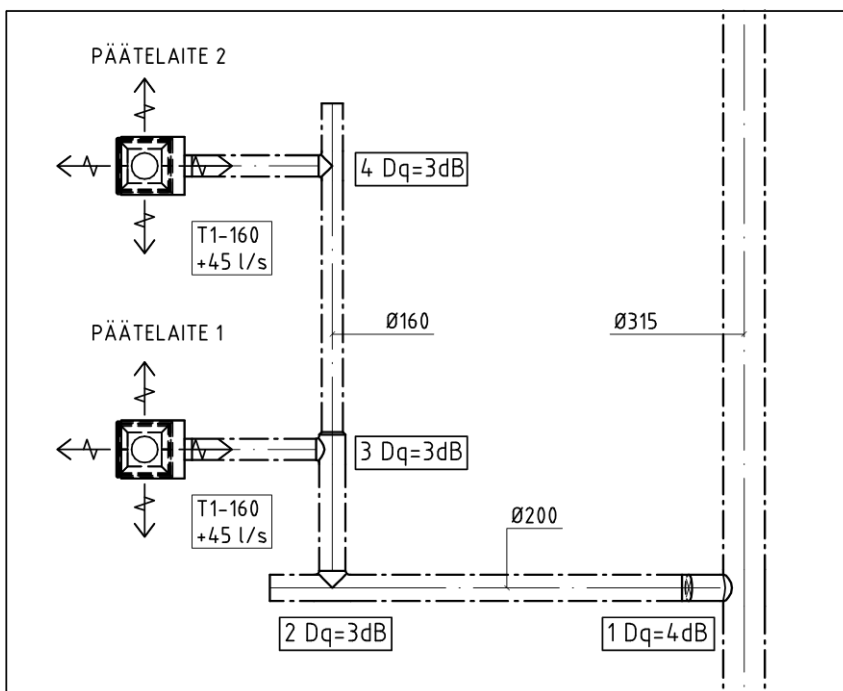 PÄÄTELAITE 2
4 Dq=3dB
T1-160
+45 l/s
Ø160
Ø315
PÄÄTELAITE 1
3 Dq=3dB
T1-160
+45 l/s
Ø200
2 Dq=3dB
1 Dq=4dB